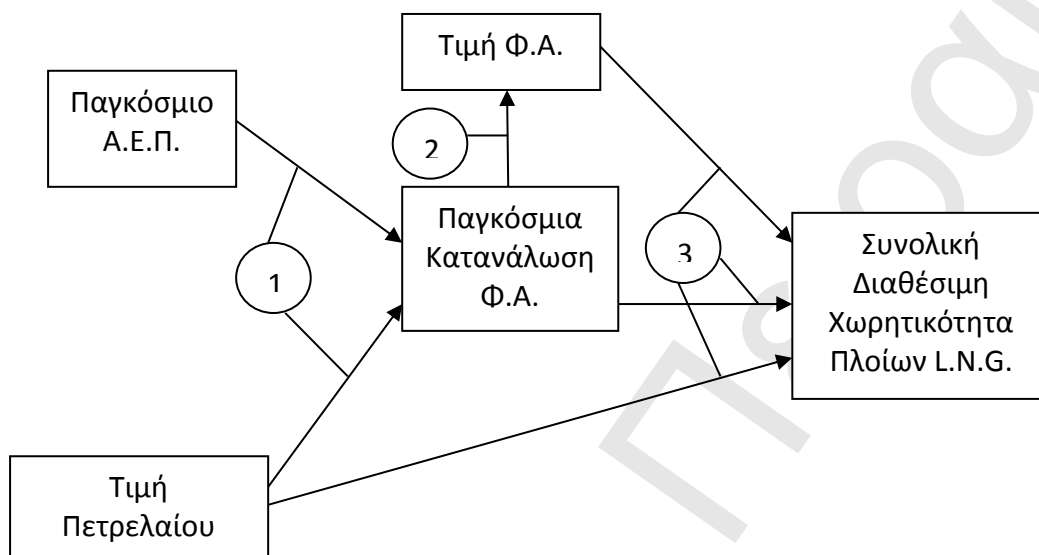 Τιμή Φ.Α.
Παγκόσμιο
Α.Ε.Π.
2
Παγκόσμια
Κατανάλωση
Φ.Α.
1
3
Συνολική
Διαθέσιμη
Χωρητικότητα
Πλοίων L.N.G.
Τιμή
Πετρελαίου